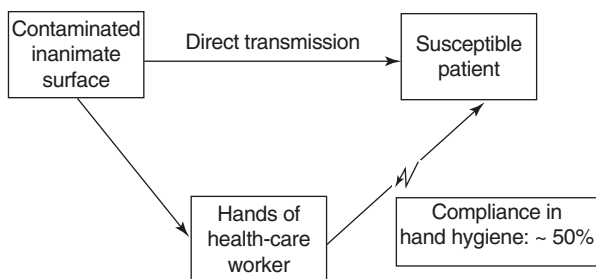 Contaminated
inanimate
surface
Direct transmission
Susceptible
patient
Hands of
health-care
worker
Compliance in
hand hygiene: ~ 50%